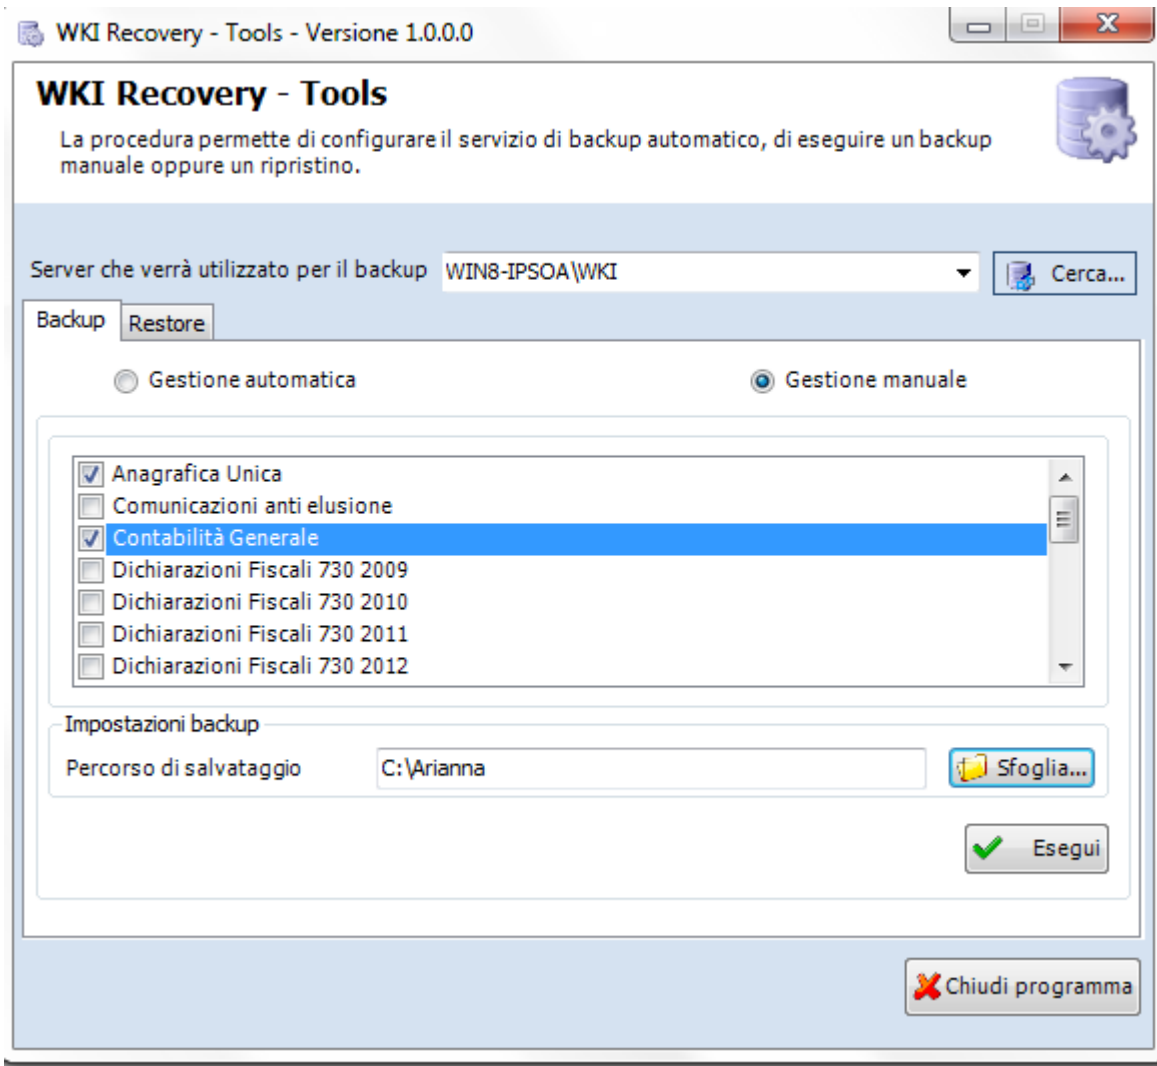 WKI Recovery - Tools - Versione 1.0.0.0
WKI Recovery - Tools
La procedura permette di configurare il servizio di backup automatico, di eseguire un backup
manuale oppure un ripristino.
Server che verrà utilizzato per il backup WIN8-IPSOA\WKI Cerca...
Backup Restore
Gestione automatica Gestione manuale
Anagrafica Unica
Comunicazioni anti elusione
Contabilità Generale
Dichiarazioni Fiscali 730 2009
Dichiarazioni Fiscali 730 2010
Dichiarazioni Fiscali 730 2011
Dichiarazioni Fiscali 730 2012
Impostazioni backup
Percorso di salvataggio C:\Arianna Sfoglia...
Esegui
Chiudi programma